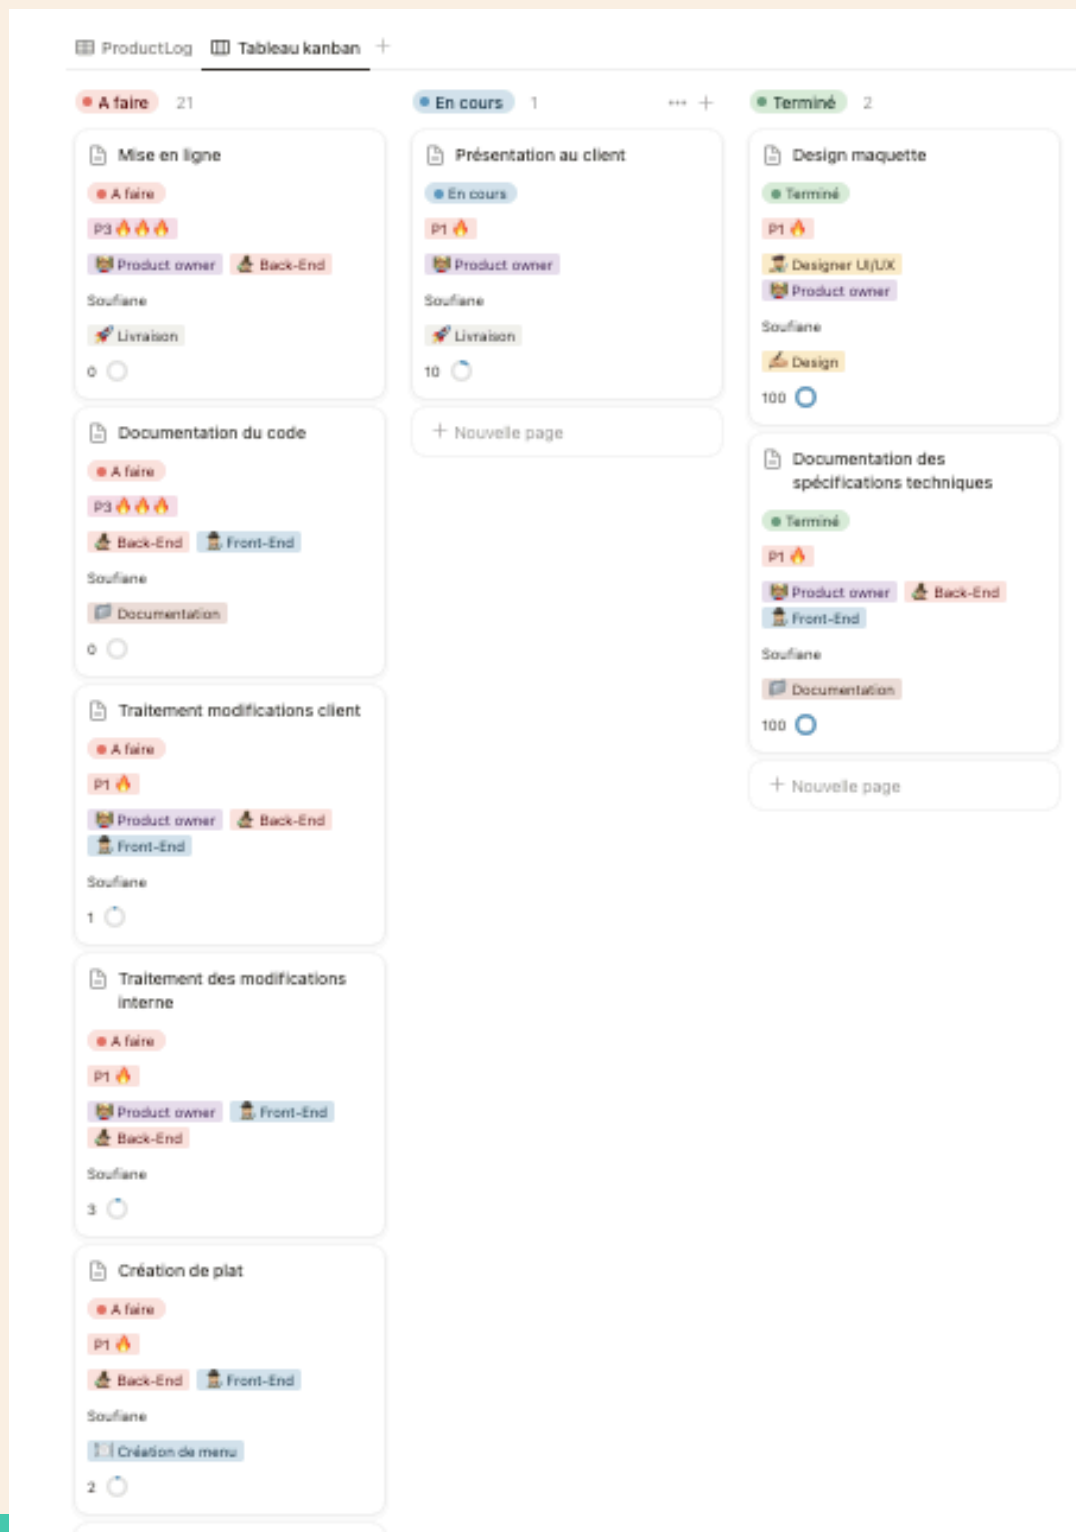 ProductLog Tableau kanban +
A faire 21
Mise en ligne
A faire
P3
Product owner Back-End
Soufiane
Livraison
0
Documentation du code
A faire
P3
Back-End Front-End
Soufiane
Documentation
0
Traitement modifications client
A faire
P1
Product owner Back-End
Front-End
Soufiane
1
Traitement des modifications
interne
A faire
P1
Product owner Front-End
Back-End
Soufiane
3
Création de plat
A faire
P1
Back-End Front-End
Soufiane
Création de menu
2
En cours 1 ••• +
Présentation au client
En cours
P1
Product owner
Soufiane
Livraison
10
+ Nouvelle page
Terminé 2
Design maquette
Terminé
P1
Designer UI/UX
Product owner
Soufiane
Design
100
Documentation des
spécifications techniques
Terminé
P1
Product owner Back-End
Front-End
Soufiane
Documentation
100
+ Nouvelle page